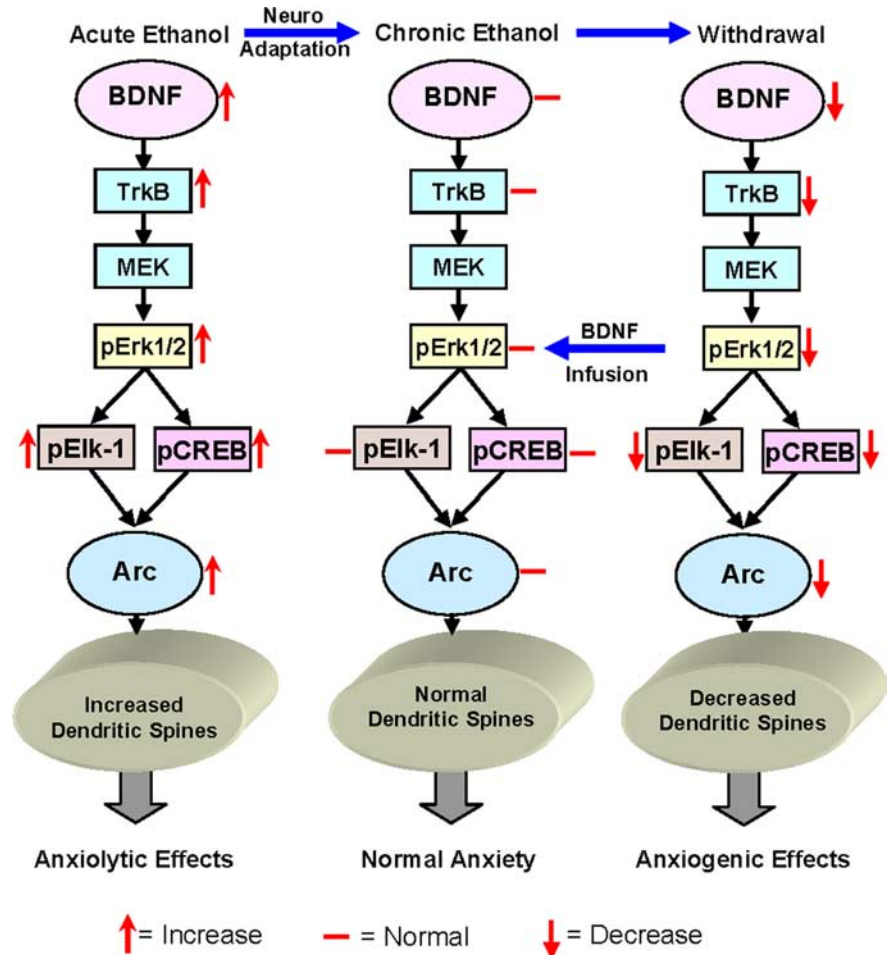 Neuro
Acute Ethanol Adaptation Chronic Ethanol Withdrawal
BDNF BDNF BDNF
TrkB TrkB TrkB
MEK MEK MEK
BDNF
pErk1/2 pErk1/2 pErk1/2
Infusion
pElk-1 pCREB pElk-1 pCREB pElk-1 pCREB
Arc Arc Arc
Increased Normal Decreased
Dendritic Spines Dendritic Spines Dendritic Spines
Anxiolytic Effects Normal Anxiety Anxiogenic Effects
= Increase = Normal = Decrease